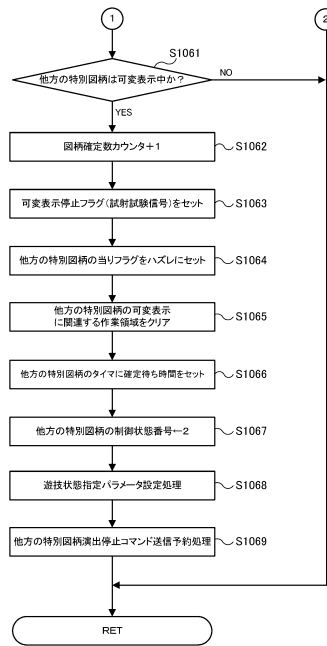 1
2
S1061
他方の特別図柄は可変表示中か？
NO
YES
図柄確定数カウンタ＋1
S1062
可変表示停止フラグ（試射試験信号）をセット
S1063
他方の特別図柄の当りフラグをハズレにセット
S1064
他方の特別図柄の可変表示
に関連する作業領域をクリア
S1065
他方の特別図柄のタイマに確定待ち時間をセット
S1066
他方の特別図柄の制御状態番号←2
S1067
遊技状態指定パラメータ設定処理
S1068
他方の特別図柄演出停止コマンド送信予約処理
S1069
RET